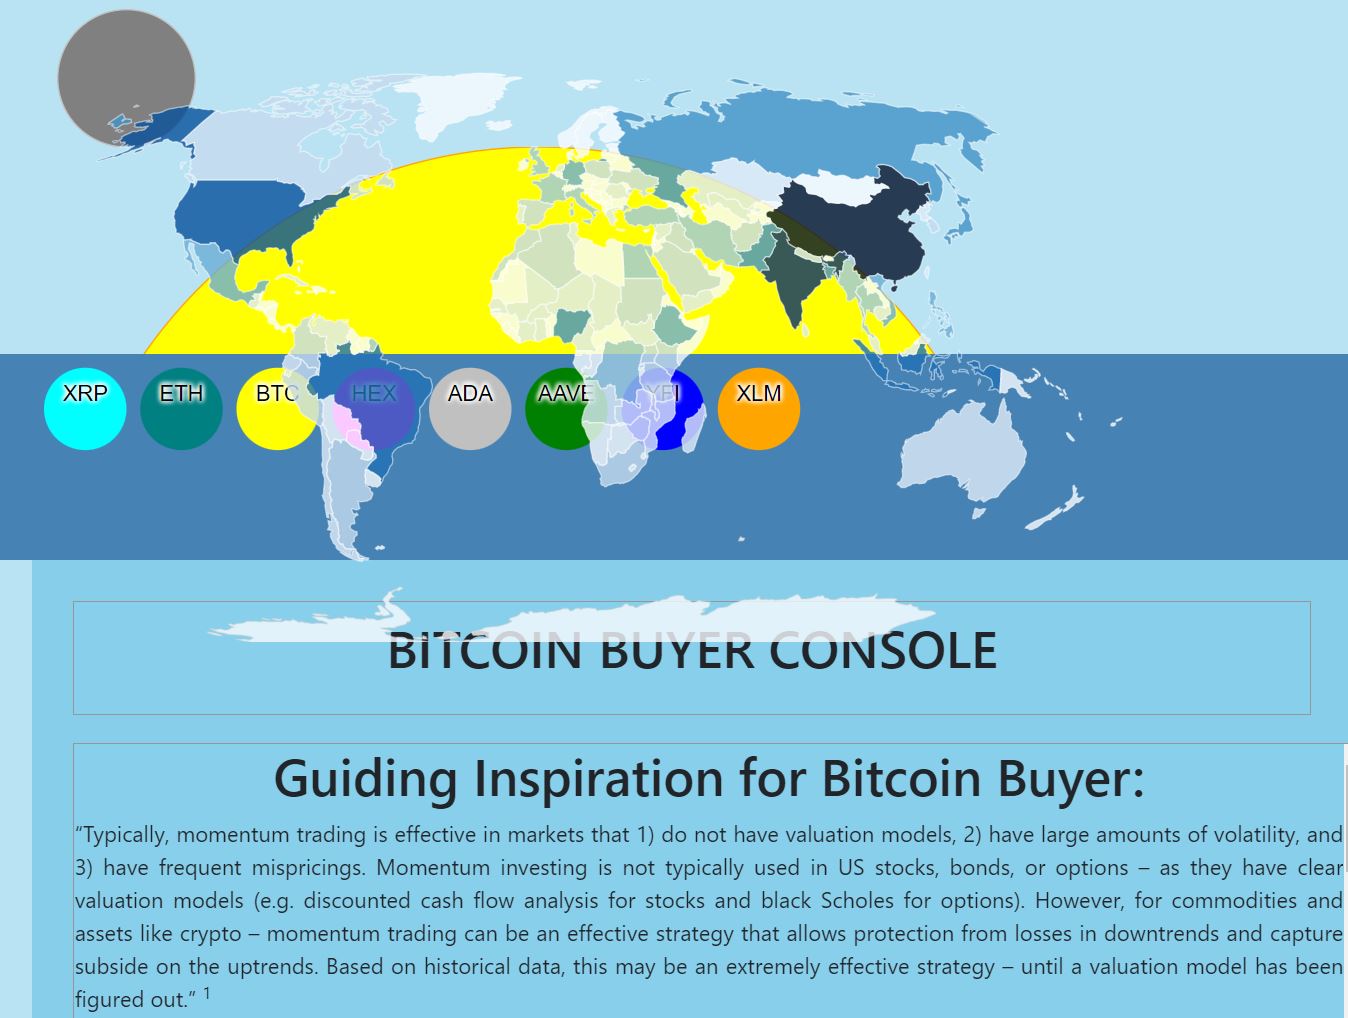 XRP ETH BTC HEX ADA AAVE YFI XLM
BITCOIN BUYER CONSOLE
Guiding Inspiration for Bitcoin Buyer:
“Typically, momentum trading is effective in markets that 1) do not have valuation models, 2) have large amounts of volatility, and
3) have frequent mispricings. Momentum investing is not typically used in US stocks, bonds, or options – as they have clear
valuation models (e.g. discounted cash flow analysis for stocks and black Scholes for options). However, for commodities and
assets like crypto – momentum trading can be an effective strategy that allows protection from losses in downtrends and capture
subside on the uptrends. Based on historical data, this may be an extremely effective strategy – until a valuation model has been
figured out.” 1